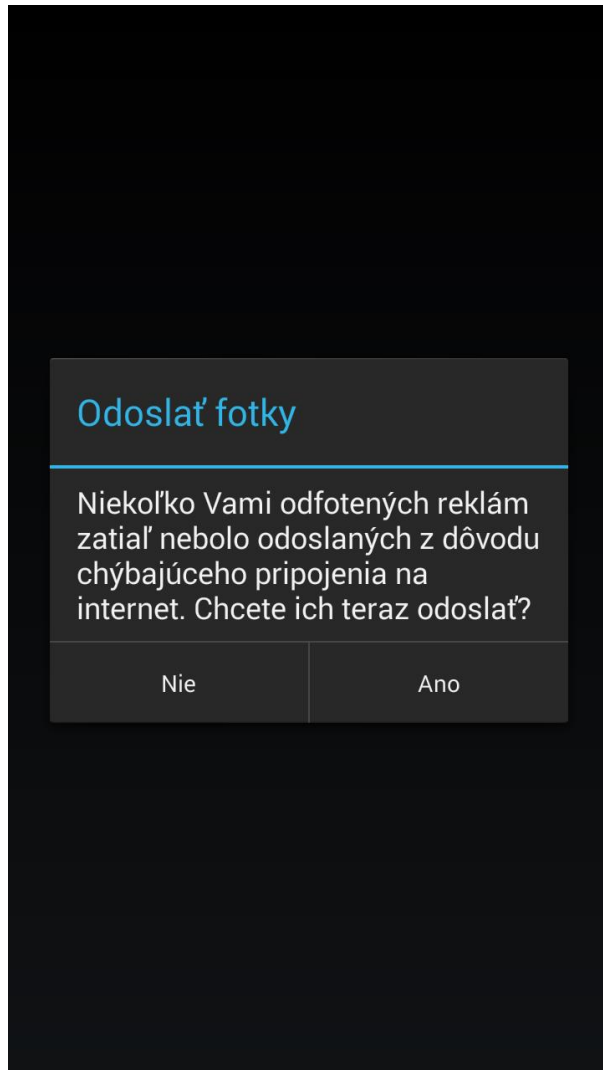 Odoslať fotky
Niekoľko Vami odfotených reklám
zatiaľ nebolo odoslaných z dôvodu
chýbajúceho pripojenia na
internet. Chcete ich teraz odoslať?
Nie
Ano